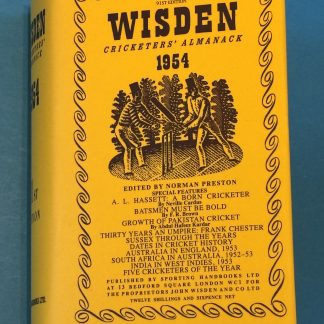 91ST EDITION
WISDEN
CRICKETERS' ALMANACK
1954
EDITED BY NORMAN PRESTON
SPECIAL FEATURES
A. L. HASSETT: A BORN CRICKETER
By Neville Cardus
BATSMEN MUST BE BOLD
By F. R. Brown
GROWTH OF PAKISTAN CRICKET
By Abdul Hafeez Kardar
THIRTY YEARS AN UMPIRE: FRANK CHESTER
SUSSEX THROUGH THE YEARS
DATES IN CRICKET HISTORY
AUSTRALIA IN ENGLAND, 1953
SOUTH AFRICA IN AUSTRALIA, 1952-53
INDIA IN WEST INDIES, 1953
FIVE CRICKETERS OF THE YEAR
PUBLISHED BY SPORTING HANDBOOKS LTD
AT 13 BEDFORD SQUARE LONDON WC1 FOR
THE PROPRIETORS JOHN WISDEN AND CO LTD
TWELVE SHILLINGS AND SIXPENCE NET